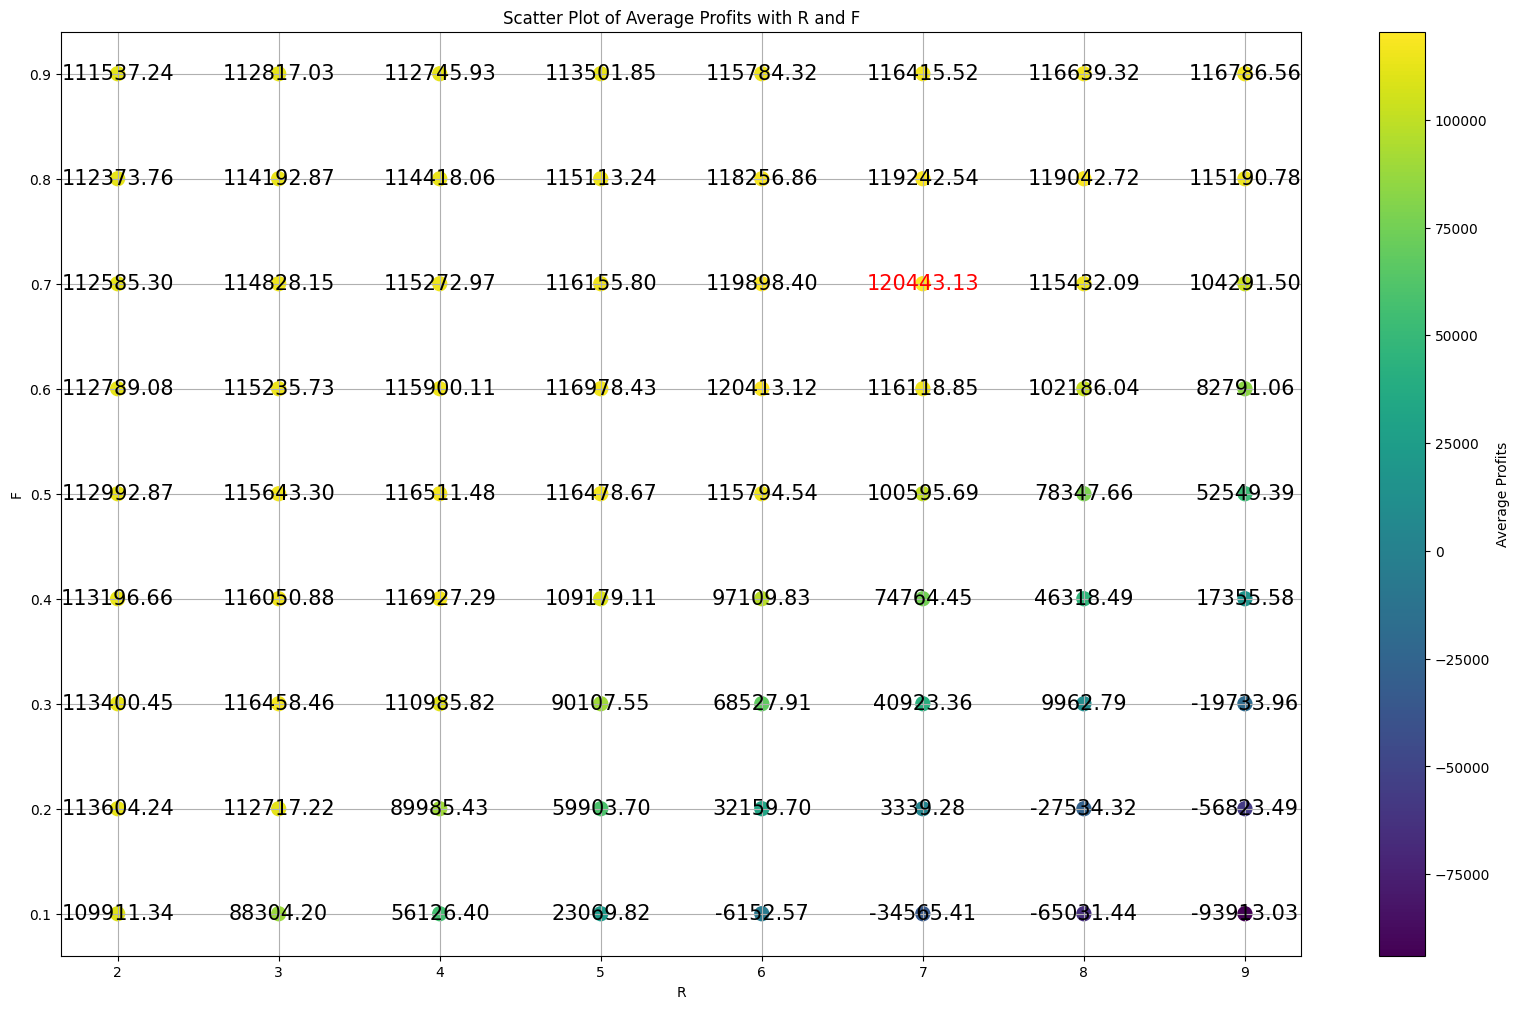 Scatter Plot of Average Profits with R and F
0.9 111537.24 112817.03 112745.93 113501.85 115784.32 116415.52 116639.32 116786.56
0.8 112373.76 114192.87 114418.06 115113.24 118256.86 119242.54 119042.72 115190.78
0.7 112585.30 114828.15 115272.97 116155.80 119898.40 120443.13 115432.09 104291.50
0.6 112789.08 115235.73 115900.11 116978.43 120413.12 116118.85 102186.04 82791.06
0.5 112992.87 115643.30 116511.48 116478.67 115794.54 100595.69 78347.66 52549.39
0.4 113196.66 116050.88 116927.29 109179.11 97109.83 74764.45 46318.49 17355.58
0.3 113400.45 116458.46 110985.82 90107.55 68527.91 40923.36 9962.79 -19733.96
0.2 113604.24 112717.22 89985.43 59903.70 32159.70 3339.28 -27534.32 -56823.49
0.1 109911.34 88304.20 56126.40 23069.82 -6152.57 -34565.41 -65031.44 -93913.03
2 3 4 5 6 7 8 9
R
F
100000
75000
50000
25000
0
−25000
−50000
−75000
Average Profits